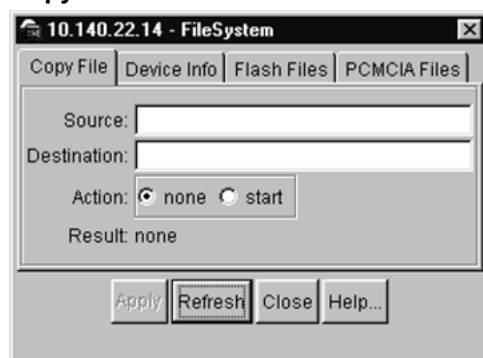 10.140.22.14 - FileSystem
Copy File Device Info Flash Files PCMCIA Files
Source:
Destination:
Action: none start
Result: none
Apply Refresh Close Help...